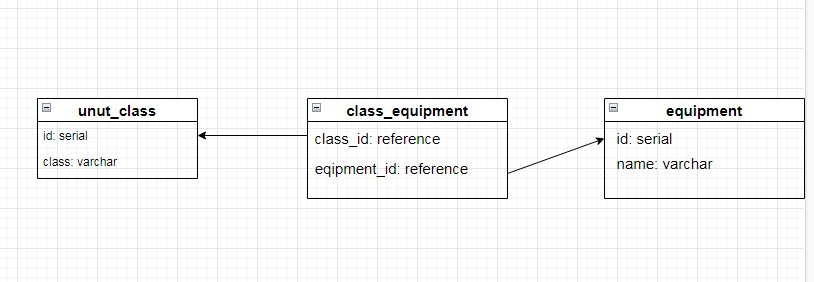 unut_class
id: serial
class: varchar
class_equipment
class_id: reference
eqipment_id: reference
equipment
id: serial
name: varchar